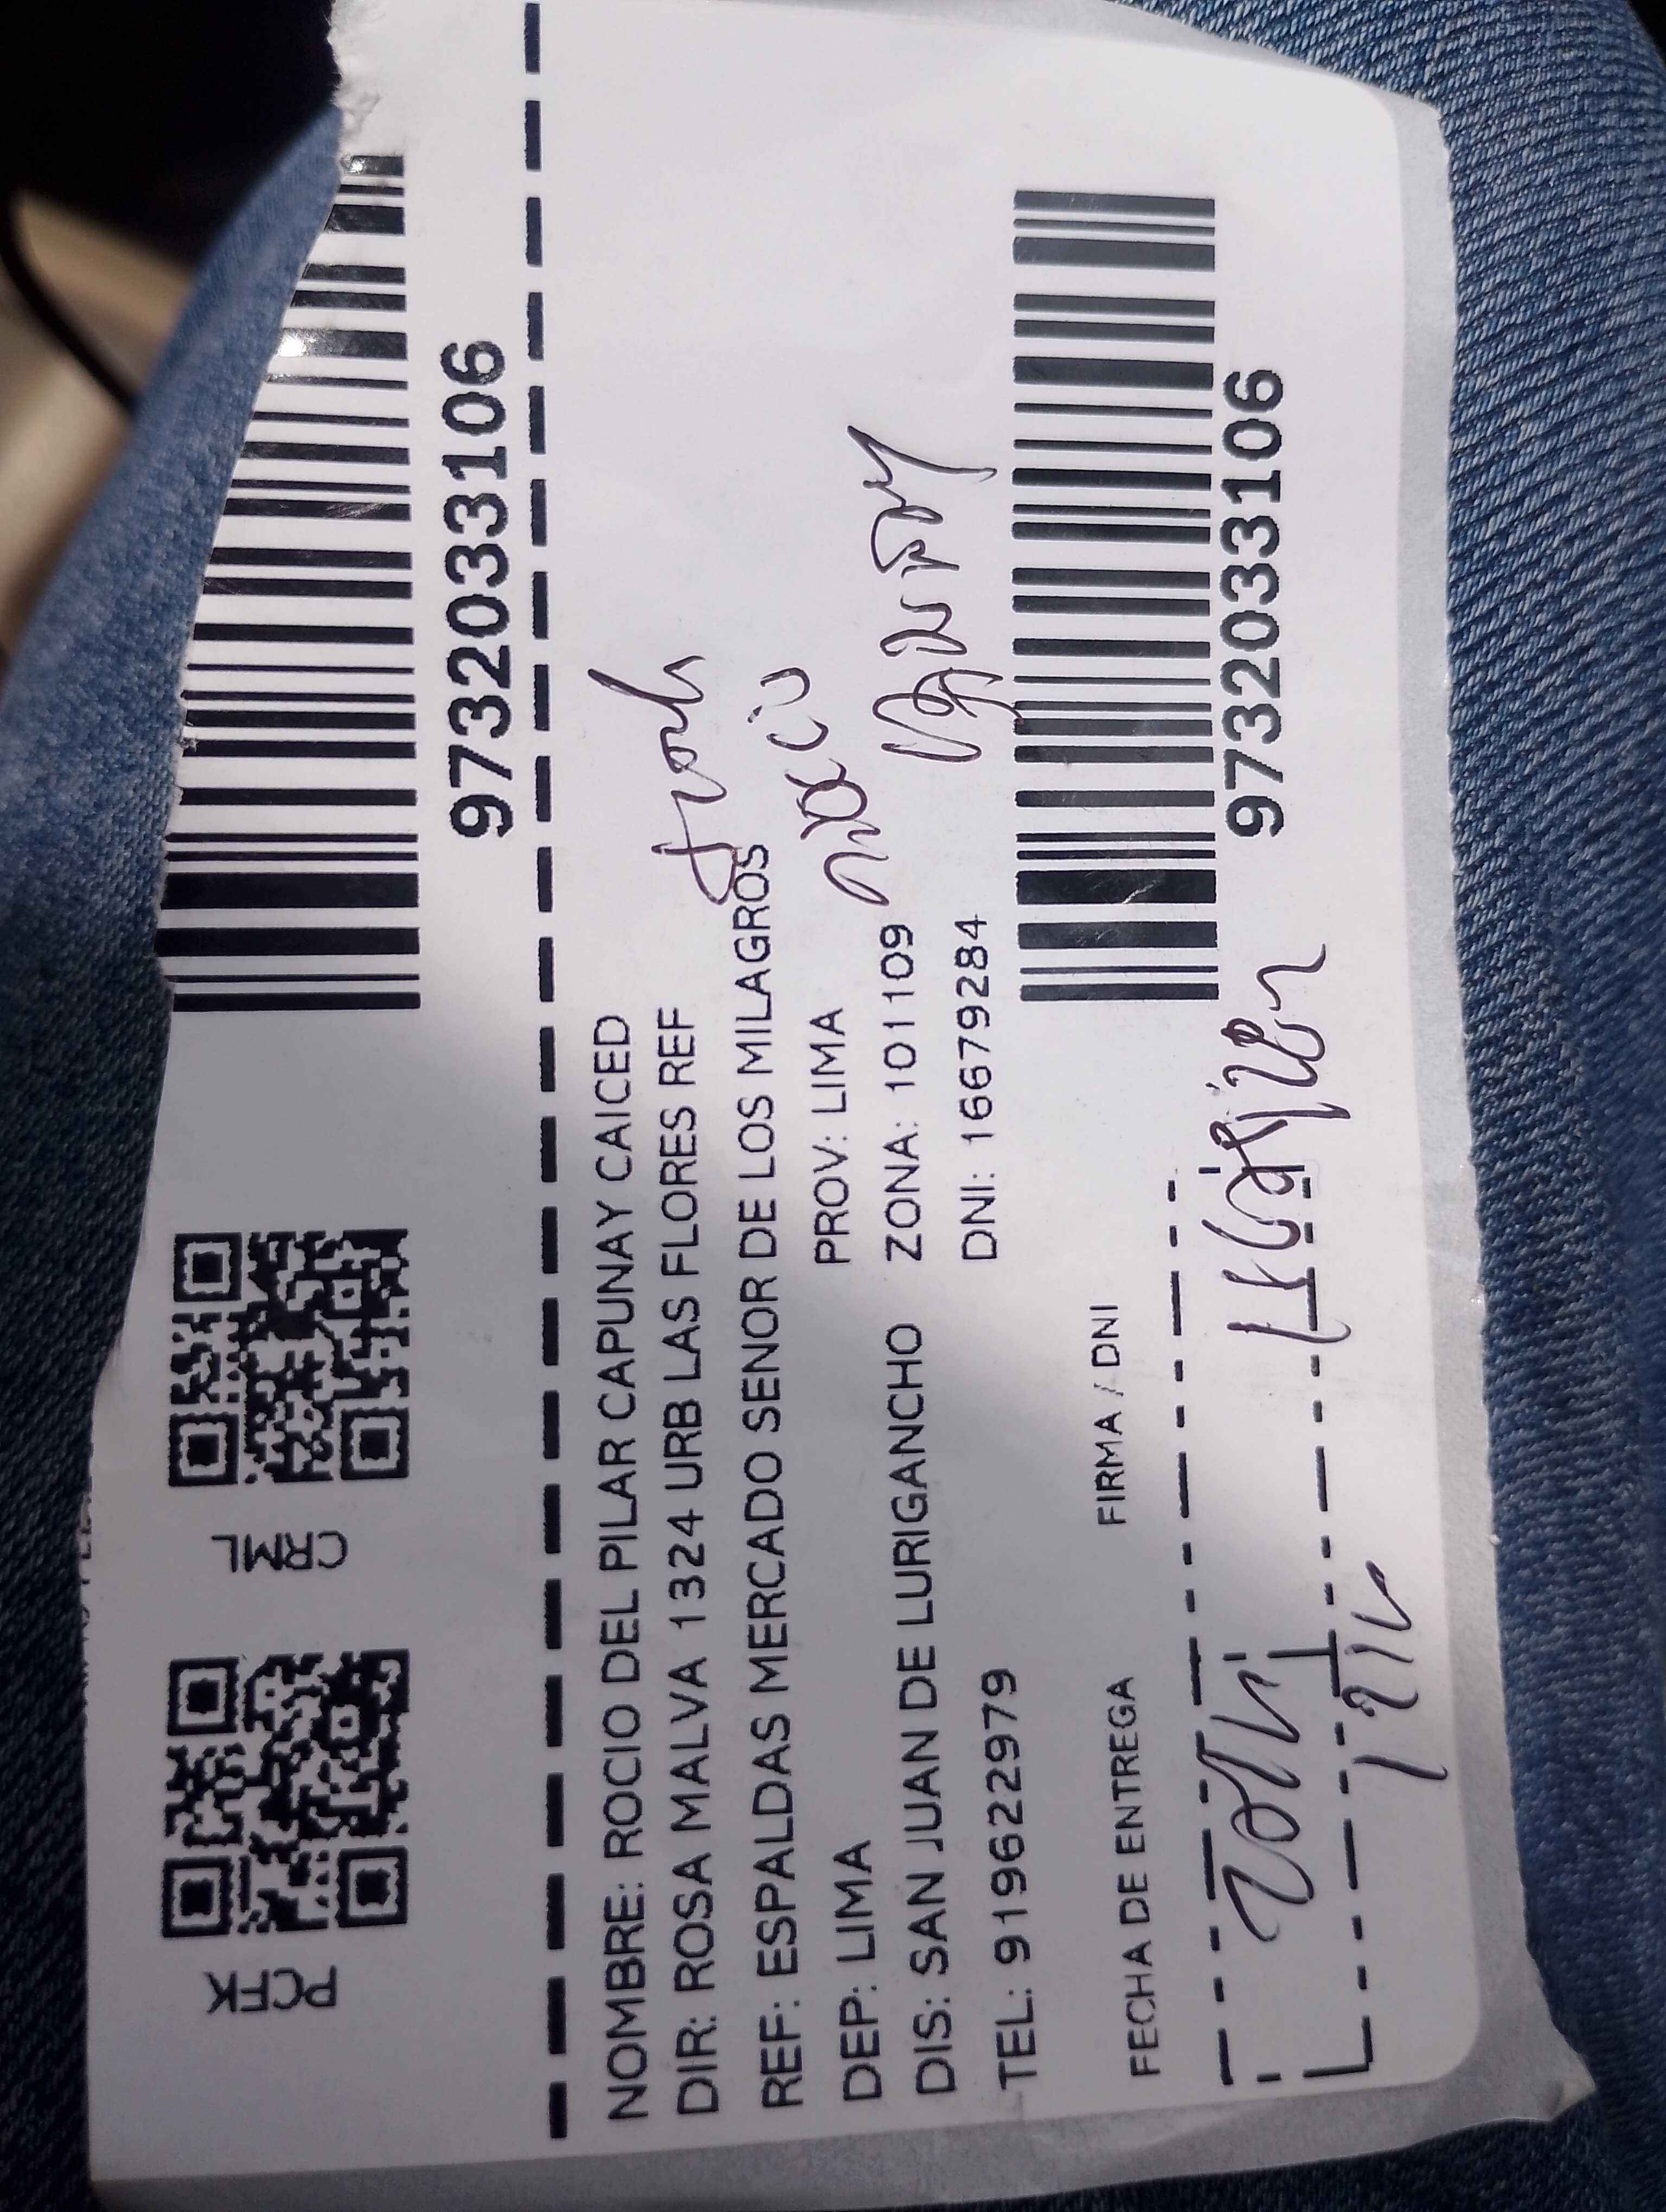 PCFK
CRML
9732033106
NOMBRE: ROCIO DEL PILAR CAPUNAY CAICED
DIR: ROSA MALVA 1324 URB LAS FLORES REF
REF: ESPALDAS MERCADO SENOR DE LOS MILAGROS
DEP: LIMA PROV: LIMA
DIS: SAN JUAN DE LURIGANCHO ZONA: 101109
TEL: 919622979 DNI: 16679284
Rocio
Capunay
FECHA DE ENTREGA FIRMA / DNI
9732033106